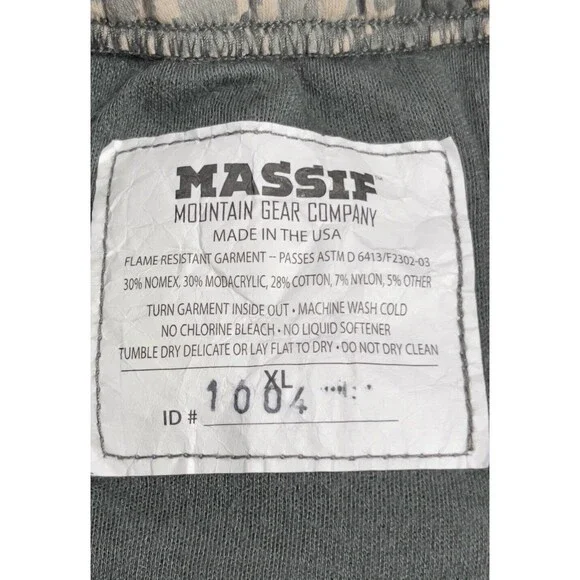 MASSIF
MOUNTAIN GEAR COMPANY
MADE IN THE USA
FLAME RESISTANT GARMENT -- PASSES ASTM D 6413/F2302-03
30% NOMEX, 30% MODACRYLIC, 28% COTTON, 7% NYLON, 5% OTHER
TURN GARMENT INSIDE OUT • MACHINE WASH COLD
NO CHLORINE BLEACH • NO LIQUID SOFTENER
TUMBLE DRY DELICATE OR LAY FLAT TO DRY • DO NOT DRY CLEAN
XL
ID # 1004